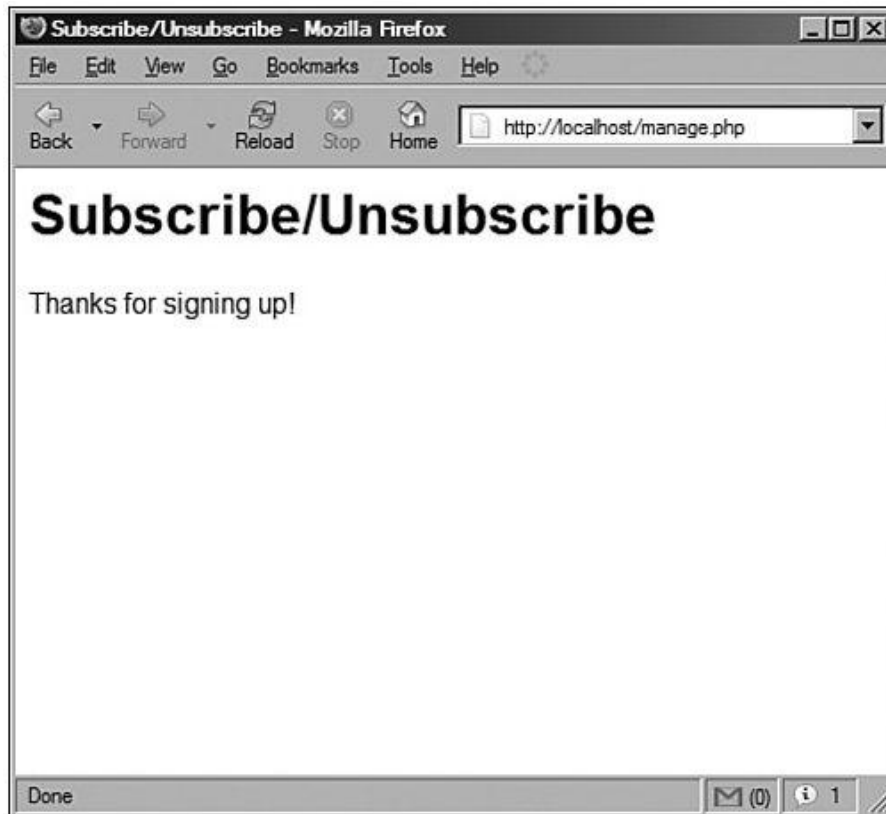 Subscribe/Unsubscribe - Mozilla Firefox
File Edit View Go Bookmarks Tools Help
Back Forward Reload Stop Home http://localhost/manage.php
Subscribe/Unsubscribe
Thanks for signing up!
Done (0) 1